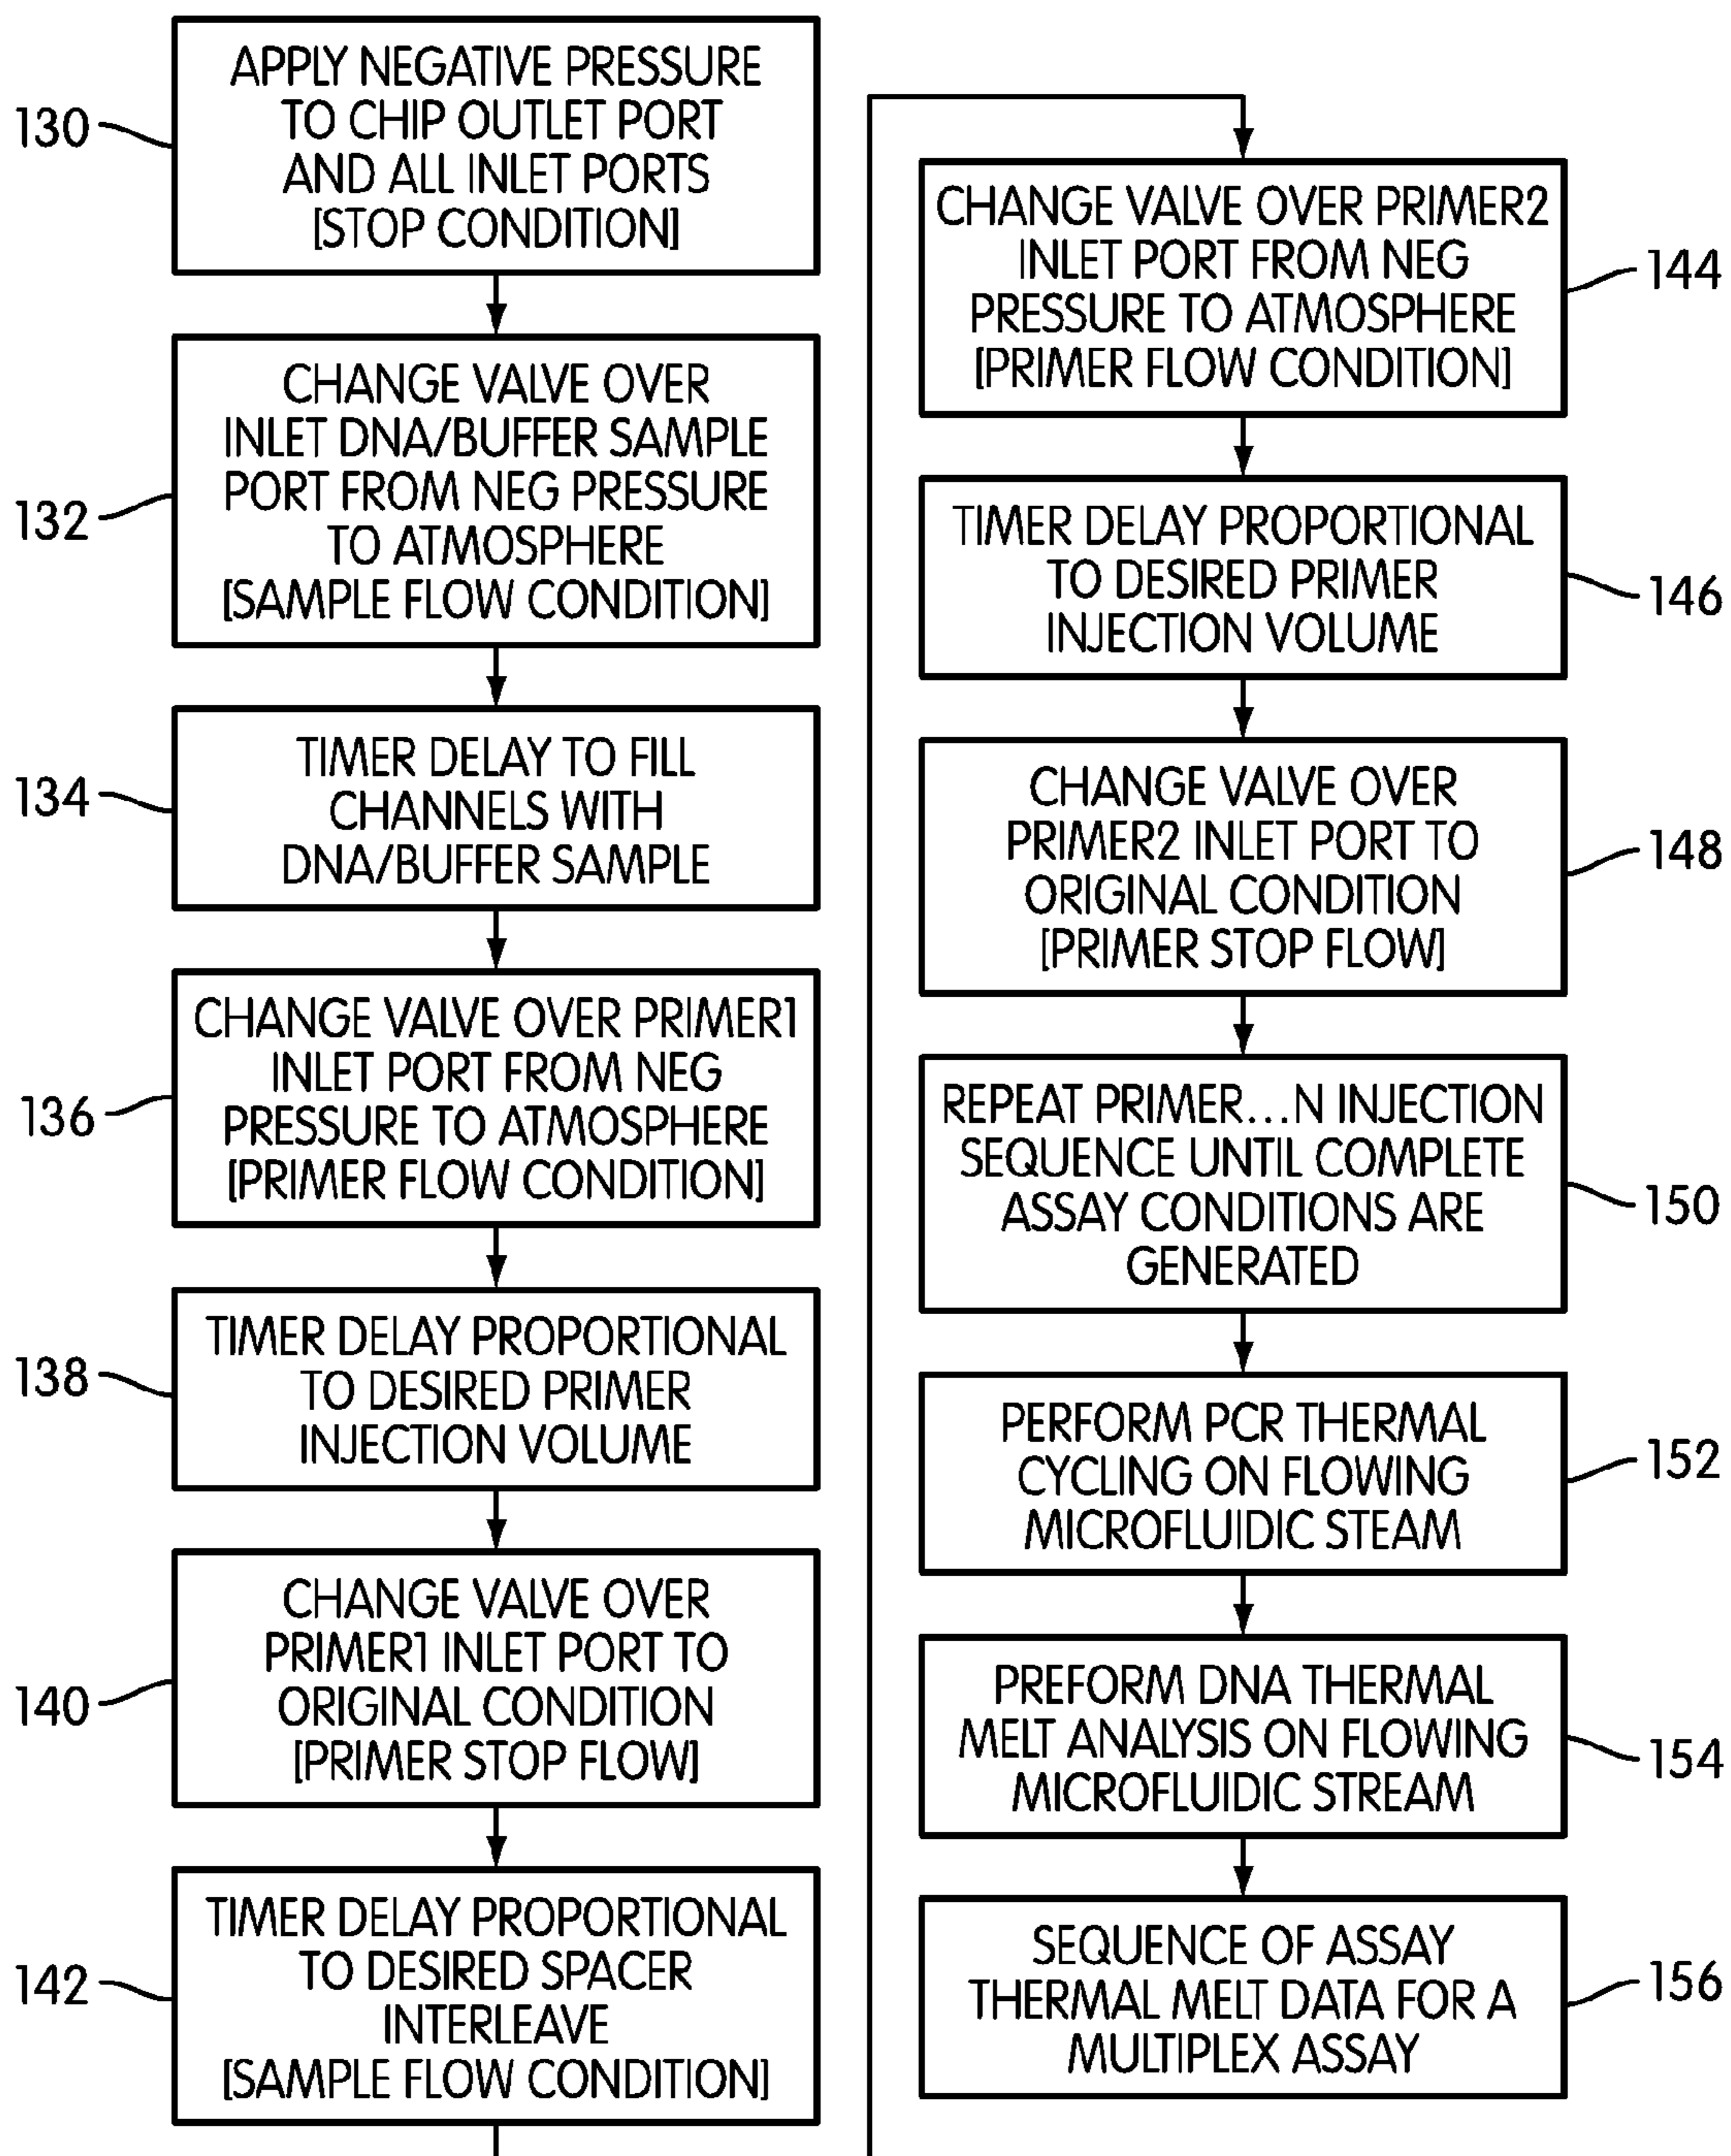 130
APPLY NEGATIVE PRESSURE
TO CHIP OUTLET PORT
AND ALL INLET PORTS
[STOP CONDITION]
132
CHANGE VALVE OVER
INLET DNA/BUFFER SAMPLE
PORT FROM NEG PRESSURE
TO ATMOSPHERE
[SAMPLE FLOW CONDITION]
134
TIMER DELAY TO FILL
CHANNELS WITH
DNA/BUFFER SAMPLE
136
CHANGE VALVE OVER PRIMER1
INLET PORT FROM NEG
PRESSURE TO ATMOSPHERE
[PRIMER FLOW CONDITION]
138
TIMER DELAY PROPORTIONAL
TO DESIRED PRIMER
INJECTION VOLUME
140
CHANGE VALVE OVER
PRIMER1 INLET PORT TO
ORIGINAL CONDITION
[PRIMER STOP FLOW]
142
TIMER DELAY PROPORTIONAL
TO DESIRED SPACER
INTERLEAVE
[SAMPLE FLOW CONDITION]
144
CHANGE VALVE OVER PRIMER2
INLET PORT FROM NEG
PRESSURE TO ATMOSPHERE
[PRIMER FLOW CONDITION]
146
TIMER DELAY PROPORTIONAL
TO DESIRED PRIMER
INJECTION VOLUME
148
CHANGE VALVE OVER
PRIMER2 INLET PORT TO
ORIGINAL CONDITION
[PRIMER STOP FLOW]
150
REPEAT PRIMER...N INJECTION
SEQUENCE UNTIL COMPLETE
ASSAY CONDITIONS ARE
GENERATED
152
PERFORM PCR THERMAL
CYCLING ON FLOWING
MICROFLUIDIC STEAM
154
PREFORM DNA THERMAL
MELT ANALYSIS ON FLOWING
MICROFLUIDIC STREAM
156
SEQUENCE OF ASSAY
THERMAL MELT DATA FOR A
MULTIPLEX ASSAY